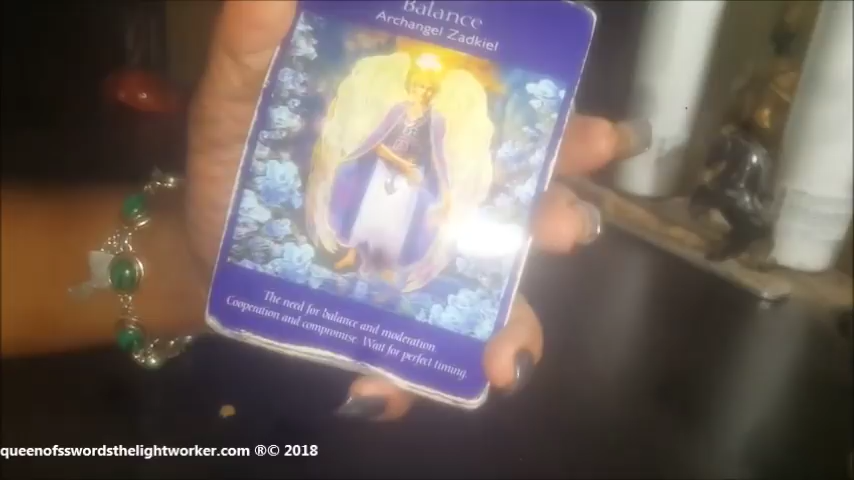 Balance
Archangel Zadkiel
The need for balance and moderation.
Cooperation and compromise. Wait for perfect timing.
queenofsswordsthelightworker.com ®© 2018